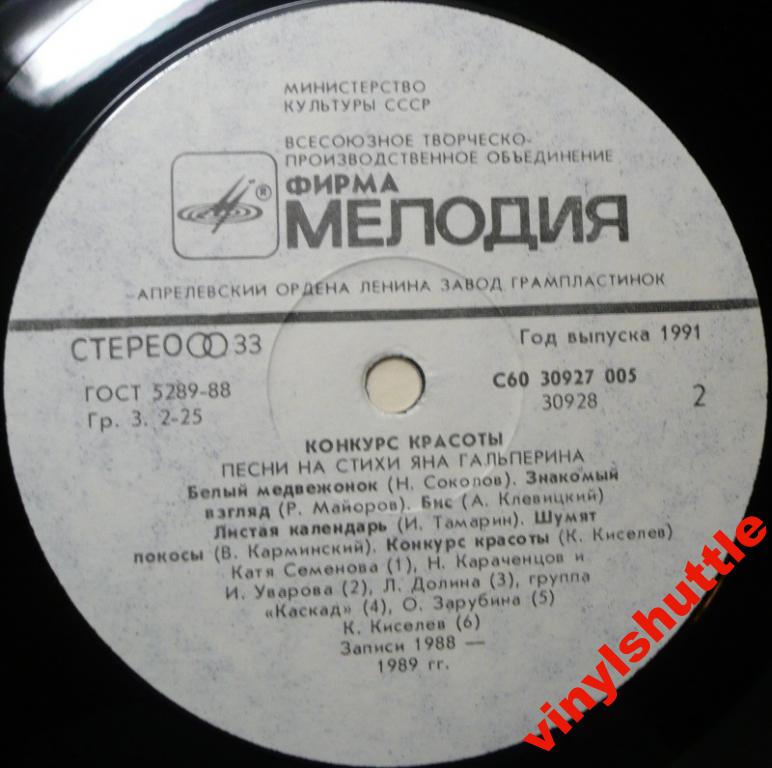 МИНИСТЕРСТВО
КУЛЬТУРЫ СССР
ВСЕСОЮЗНОЕ ТВОРЧЕСКО-
ПРОИЗВОДСТВЕННОЕ ОБЪЕДИНЕНИЕ
® ФИРМА
МЕЛОДИЯ
АПРЕЛЕВСКИЙ ОРДЕНА ЛЕНИНА ЗАВОД ГРАМПЛАСТИНОК
СТЕРЕО 33
Год выпуска 1991
ГОСТ 5289-88
Гр. 3. 2-25
С60 30927 005
30928
2
КОНКУРС КРАСОТЫ
ПЕСНИ НА СТИХИ ЯНА ГАЛЬПЕРИНА
Белый медвежонок (Н. Соколов). Знакомый
взгляд (Р. Майоров). Бис (А. Клевицкий)
Листая календарь (И. Тамарин). Шумят
покосы (В. Карминский). Конкурс красоты (К. Киселев)
Катя Семенова (1), Н. Караченцов и
И. Уварова (2), Л. Долина (3), группа
«Каскад» (4), О. Зарубина (5)
К. Киселев (6)
Записи 1988 —
1989 гг.
vinylshuttle